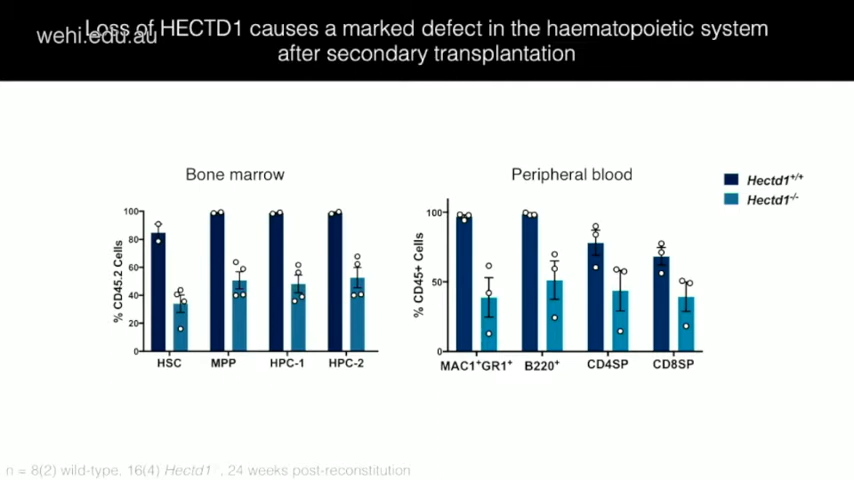 Loss of HECTD1 causes a marked defect in the haematopoietic system
wehi.edu.au
after secondary transplantation
Bone marrow
Peripheral blood
Hectd1+/+
Hectd1-/-
% CD45.2 Cells
100
80
60
40
20
0
HSC
MPP
HPC-1
HPC-2
% CD45+ Cells
100
50
0
MAC1+GR1+
B220+
CD4SP
CD8SP
n = 8(2) wild-type, 16(4) Hectd1-/-, 24 weeks post-reconstitution